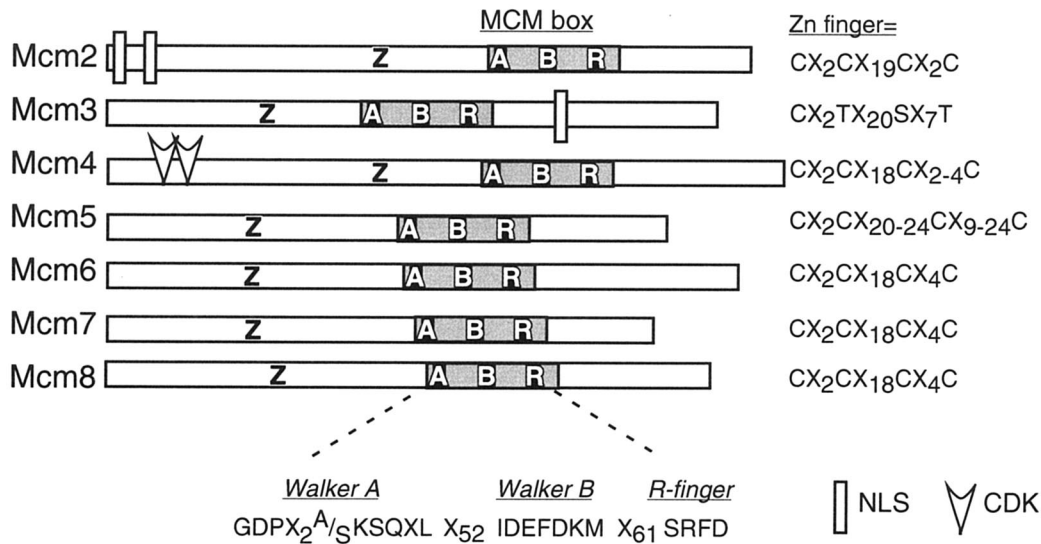 MCM box Zn finger=
Mcm2 Z A B R CX2CX19CX2C
Mcm3 Z A B R CX2TX20SX7T
Mcm4 Z A B R CX2CX18CX2-4C
Mcm5 Z A B R CX2CX20-24CX9-24C
Mcm6 Z A B R CX2CX18CX4C
Mcm7 Z A B R CX2CX18CX4C
Mcm8 Z A B R CX2CX18CX4C
Walker A Walker B R-finger
GDPX2A/SKSQXL X52 IDEFDKM X61 SRFD
NLS CDK